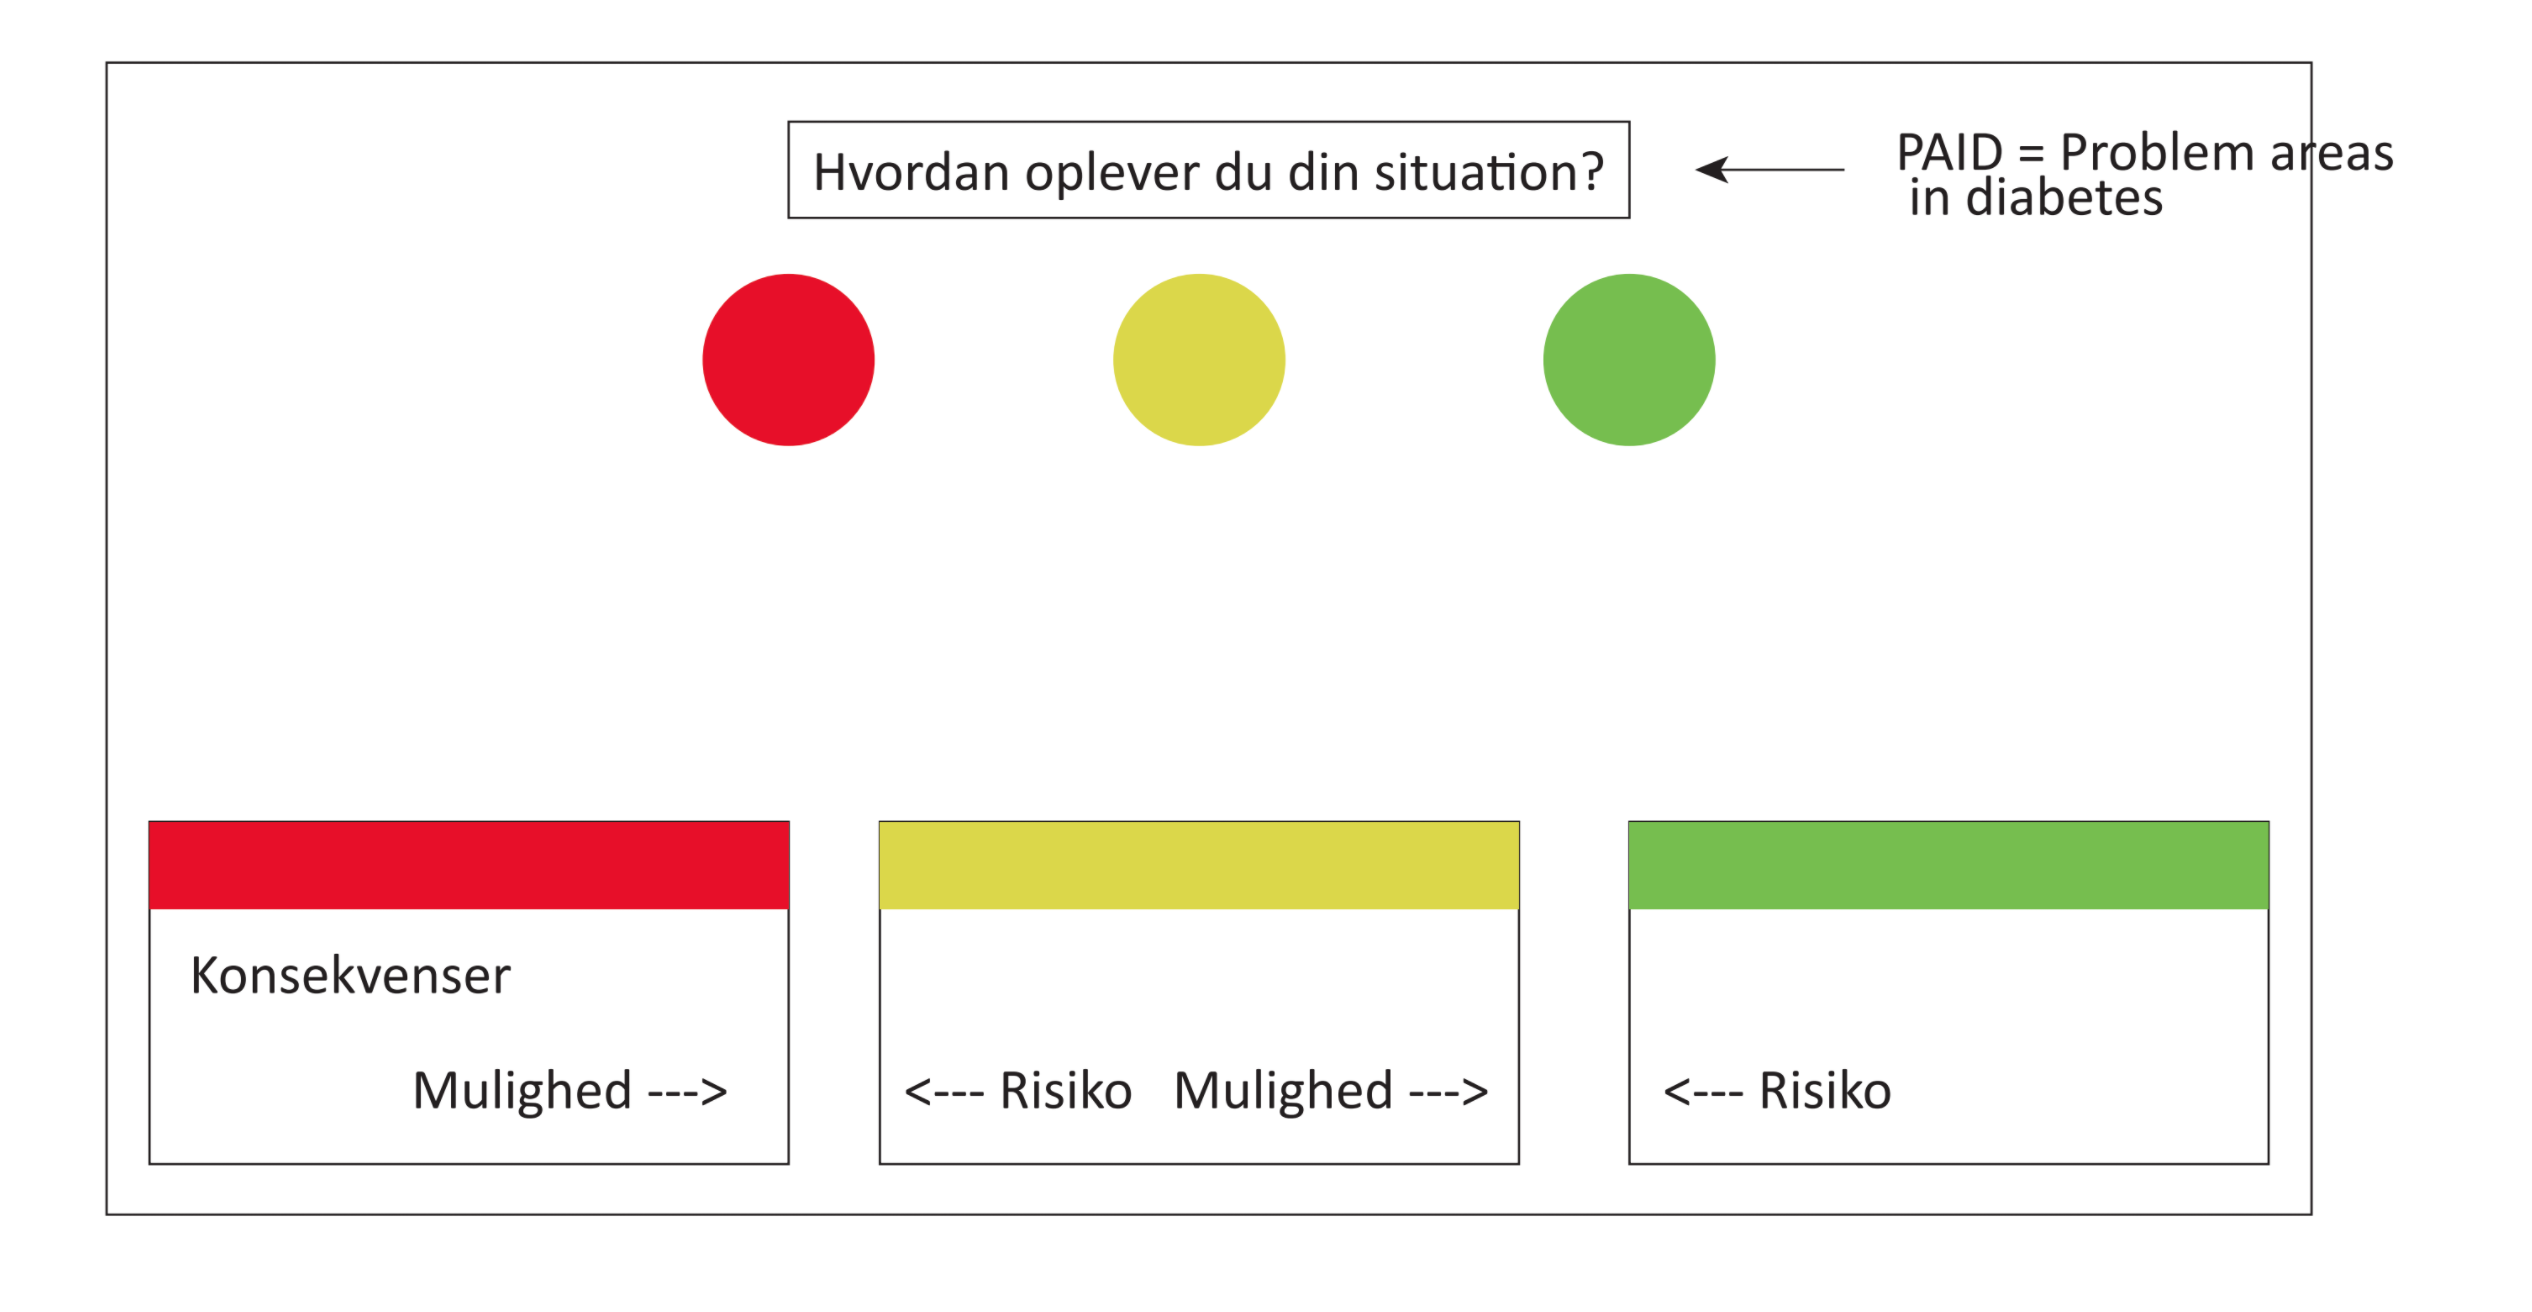 Hvordan oplever du din situation?
PAID = Problem areas
in diabetes
Konsekvenser
Mulighed --->
<--- Risiko Mulighed --->
<--- Risiko